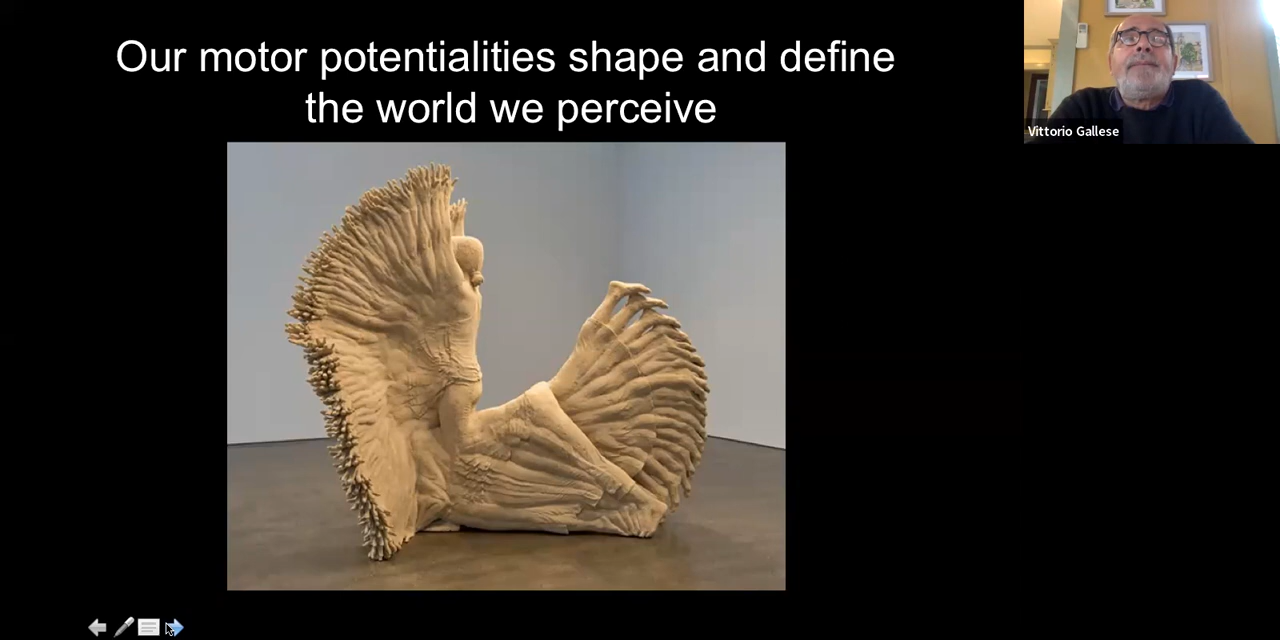 Our motor potentialities shape and define
the world we perceive
Vittorio Gallese